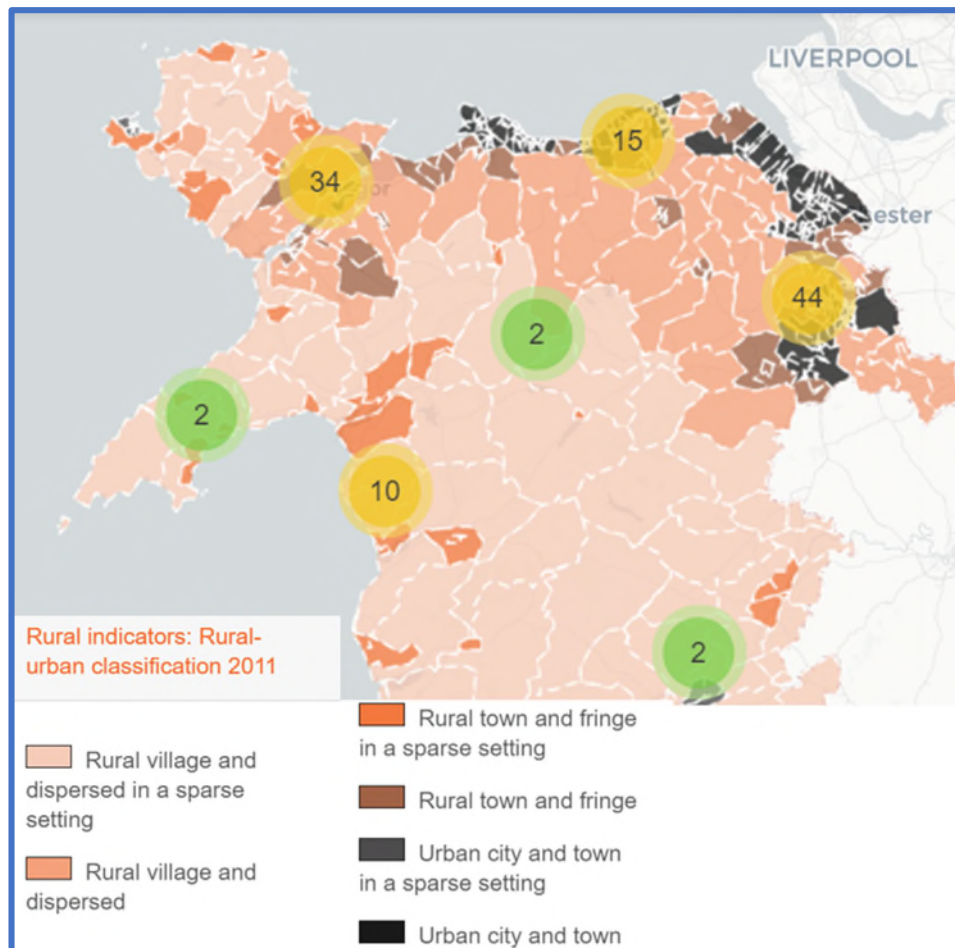 LIVERPOOL
15
34
gor
ester
44
2
2
10
2
Rural indicators: Rural-
urban classification 2011
Rural village and
dispersed in a sparse
setting
Rural village and
dispersed
Rural town and fringe
in a sparse setting
Rural town and fringe
Urban city and town
in a sparse setting
Urban city and town